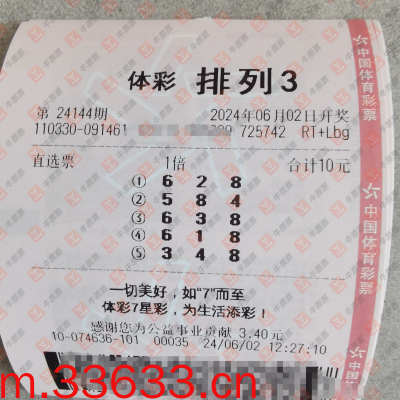 体彩 排列3
第 24144期 2024年06月02日开奖
110330-091461 725742 RT+Lbg
直选票 1倍 合计10元
① 6 2 8
② 5 8 4
③ 6 3 8
④ 6 1 8
⑤ 3 4 8
一切美好，如“7”而至
体彩7星彩，为生活添彩！
感谢您为公益事业贡献 3.40元
10-074636-101 00035 24/06/02 12:27:10
中国体育彩票
中国体育彩票
中国体育
m.33633.cn